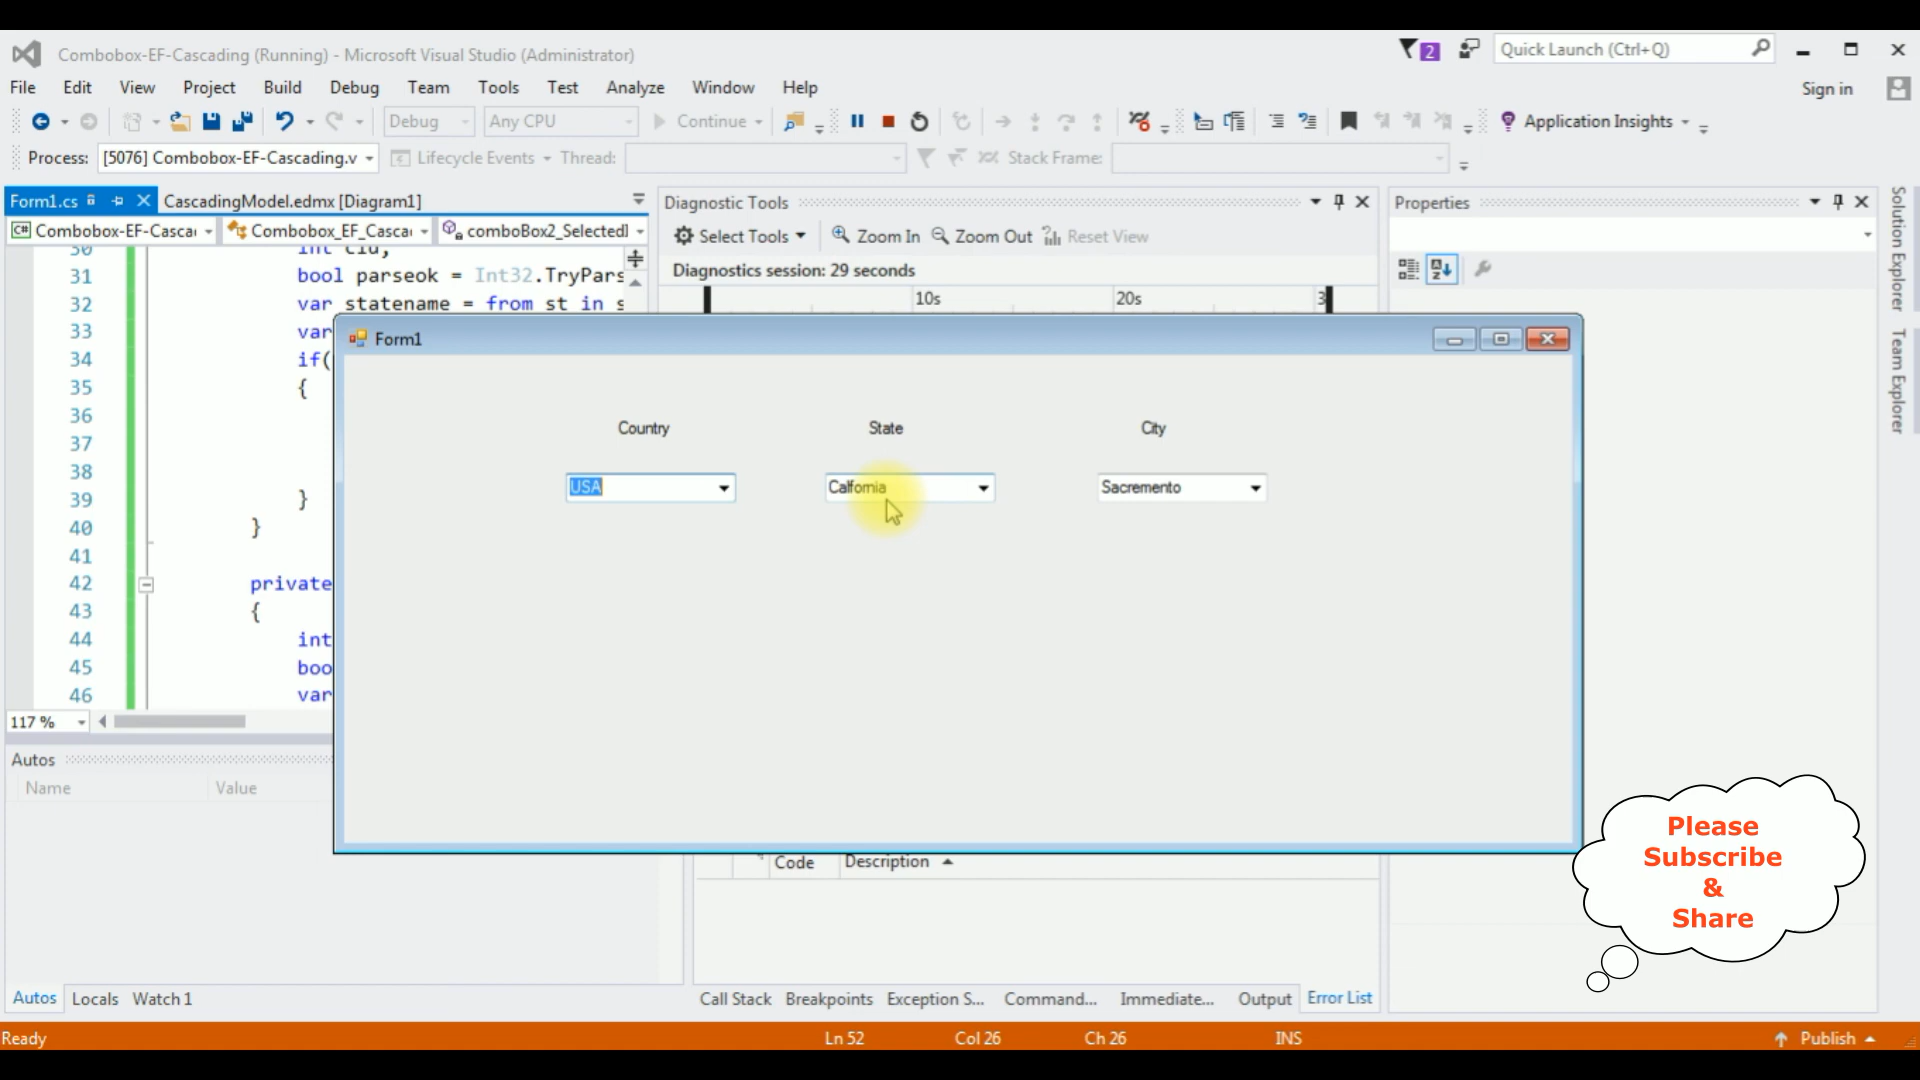 Combobox-EF-Cascading (Running) - Microsoft Visual Studio (Administrator)
2
Quick Launch (Ctrl+Q)
File Edit View Project Build Debug Team Tools Test Analyze Window Help
Sign in
Debug Any CPU Continue Application Insights
Process: [5076] Combobox-EF-Cascading.v Lifecycle Events Thread: Stack Frame:
Form1.cs CascadingModel.edmx [Diagram1]
Combobox-EF-Casca Combobox_EF_Casca comboBox2_SelectedI
Diagnostic Tools
Select Tools Zoom In Zoom Out Reset View
Diagnostics session: 29 seconds
10s 20s 3
Properties
Solution Explorer
Team Explorer
30 int cid;
31 bool parseok = Int32.TryPars
32 var statename = from st in s
33 var
34 if(
35 {
36
37
38
39 }
40 }
41
42 private
43 {
44 int
45 boo
46 var
117 %
Form1
Country State City
USA Calfornia Sacremento
Autos
Name Value
Code Description
Please
Subscribe
&
Share
Autos Locals Watch 1
Call Stack Breakpoints Exception S... Command... Immediate... Output Error List
Ready Ln 52 Col 26 Ch 26 INS Publish